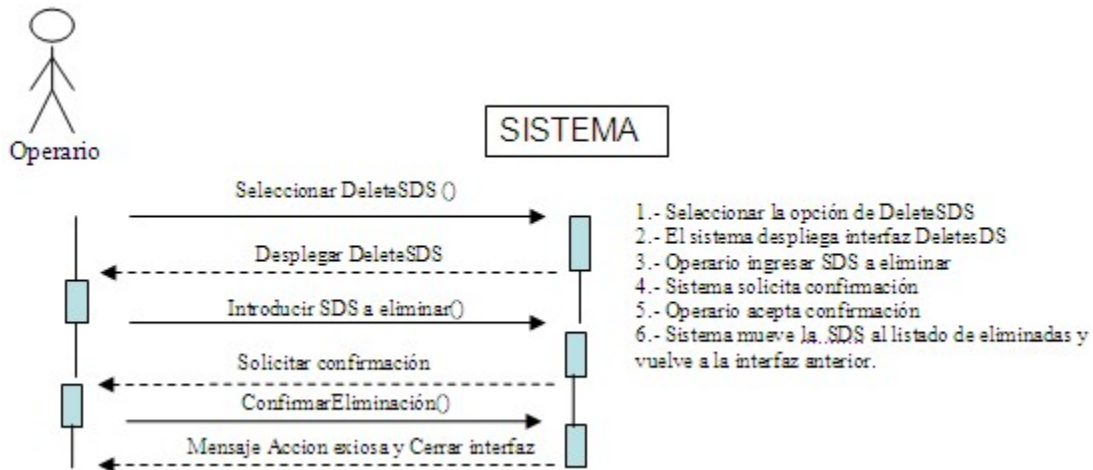 Operario
SISTEMA
Seleccionar DeleteSDS ()
Desplegar DeleteSDS
Introducir SDS a eliminar()
Solicitar confirmación
ConfirmarEliminación()
Mensaje Accion exiosa y Cerrar interfaz
1.- Seleccionar la opción de DeleteSDS
2.- El sistema despliega interfaz DeletesDS
3.- Operario ingresar SDS a eliminar
4.- Sistema solicita confirmación
5.- Operario acepta confirmación
6.- Sistema mueve la SDS al listado de eliminadas y
vuelve a la interfaz anterior.